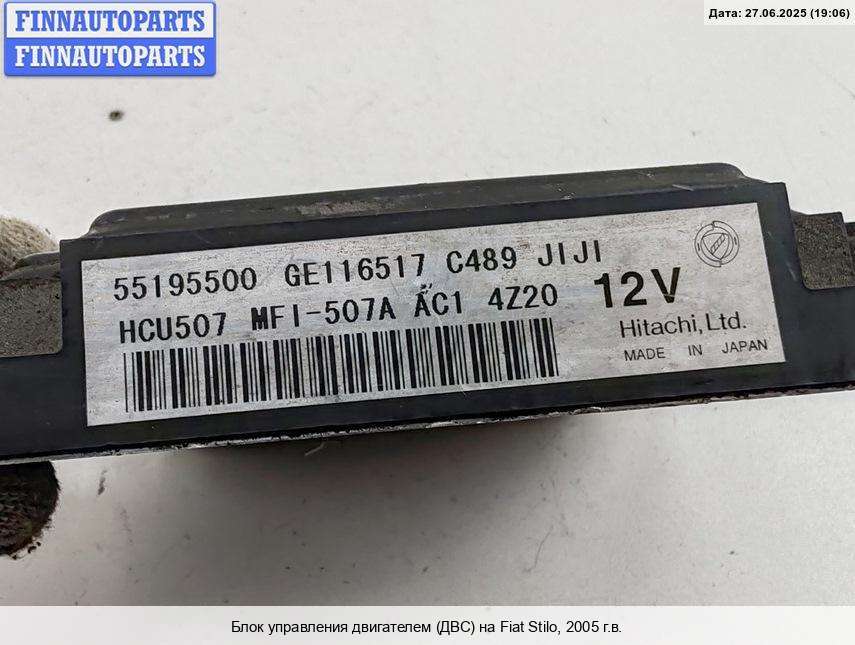 FINNAUTOPARTS
FINNAUTOPARTS
Дата: 27.06.2025 (19:06)
55195500 GE116517 C489 JIJI
HCU507 MFI-507A AC1 4Z20
12V
Hitachi, Ltd.
MADE IN JAPAN
Блок управления двигателем (ДВС) на Fiat Stilo, 2005 г.в.